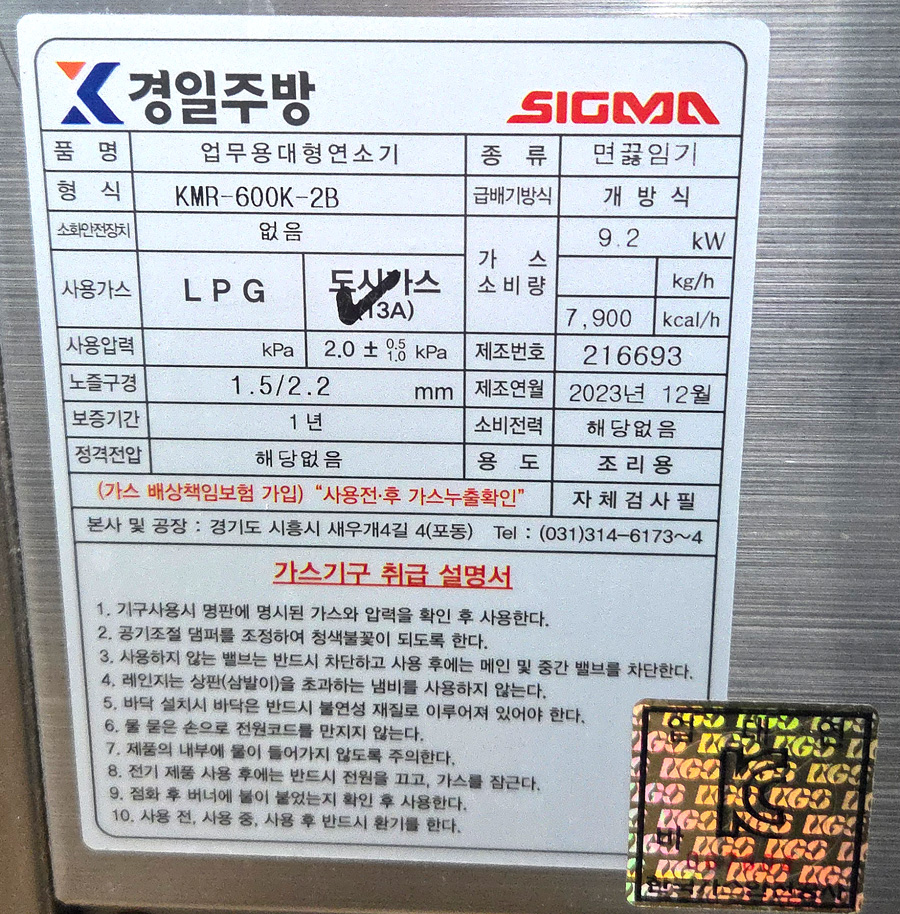 경일주방 SIGMA
품 명 업무용대형연소기 종 류 면끓임기
형 식 KMR-600K-2B 급배기방식 개 방 식
소화안전장치 없음 가 스 소비량 9.2 kW
사용가스 LPG 도시가스 (13A) kg/h
7,900 kcal/h
사용압력 kPa 2.0 ± 0.5 1.0 kPa 제조번호 216693
노즐구경 1.5/2.2 mm 제조연월 2023년 12월
보증기간 1년 소비전력 해당없음
정격전압 해당없음 용 도 조리용
(가스 배상책임보험 가입) “사용전·후 가스누출확인” 자체검사필
본사 및 공장 : 경기도 시흥시 새우개4길 4(포동) Tel : (031)314-6173~4
가스기구 취급 설명서
1. 기구사용시 명판에 명시된 가스와 압력을 확인 후 사용한다.
2. 공기조절 댐퍼를 조정하여 청색불꽃이 되도록 한다.
3. 사용하지 않는 밸브는 반드시 차단하고 사용 후에는 메인 및 중간 밸브를 차단한다.
4. 레인지는 상판(삼발이)을 초과하는 냄비를 사용하지 않는다.
5. 바닥 설치시 바닥은 반드시 불연성 재질로 이루어져 있어야 한다.
6. 물 묻은 손으로 전원코드를 만지지 않는다.
7. 제품의 내부에 물이 들어가지 않도록 주의한다.
8. 전기 제품 사용 후에는 반드시 전원을 끄고, 가스를 잠근다.
9. 점화 후 버너에 불이 붙었는지 확인 후 사용한다.
10. 사용 전, 사용 중, 사용 후 반드시 환기를 한다.
KGS
KC
한국가스안전공사